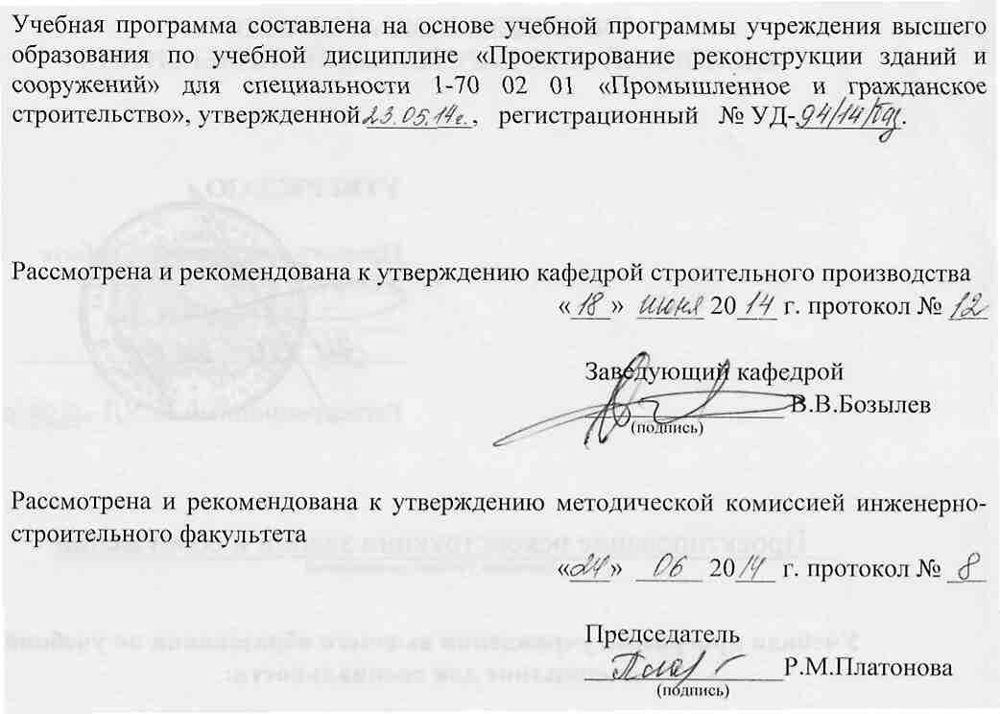 Учебная программа составлена на основе учебной программы учреждения высшего
образования по учебной дисциплине «Проектирование реконструкции зданий и
сооружений» для специальности 1-70 02 01 «Промышленное и гражданское
строительство», утвержденной 23.05.14г., регистрационный № УД-94/14/баз.
Рассмотрена и рекомендована к утверждению кафедрой строительного производства
«18» июня 2014 г. протокол № 12
Заведующий кафедрой
В.В.Бозылев
(подпись)
Рассмотрена и рекомендована к утверждению методической комиссией инженерно-
строительного факультета
«24» 06 2014 г. протокол № 8
Председатель
Р.М.Платонова
(подпись)